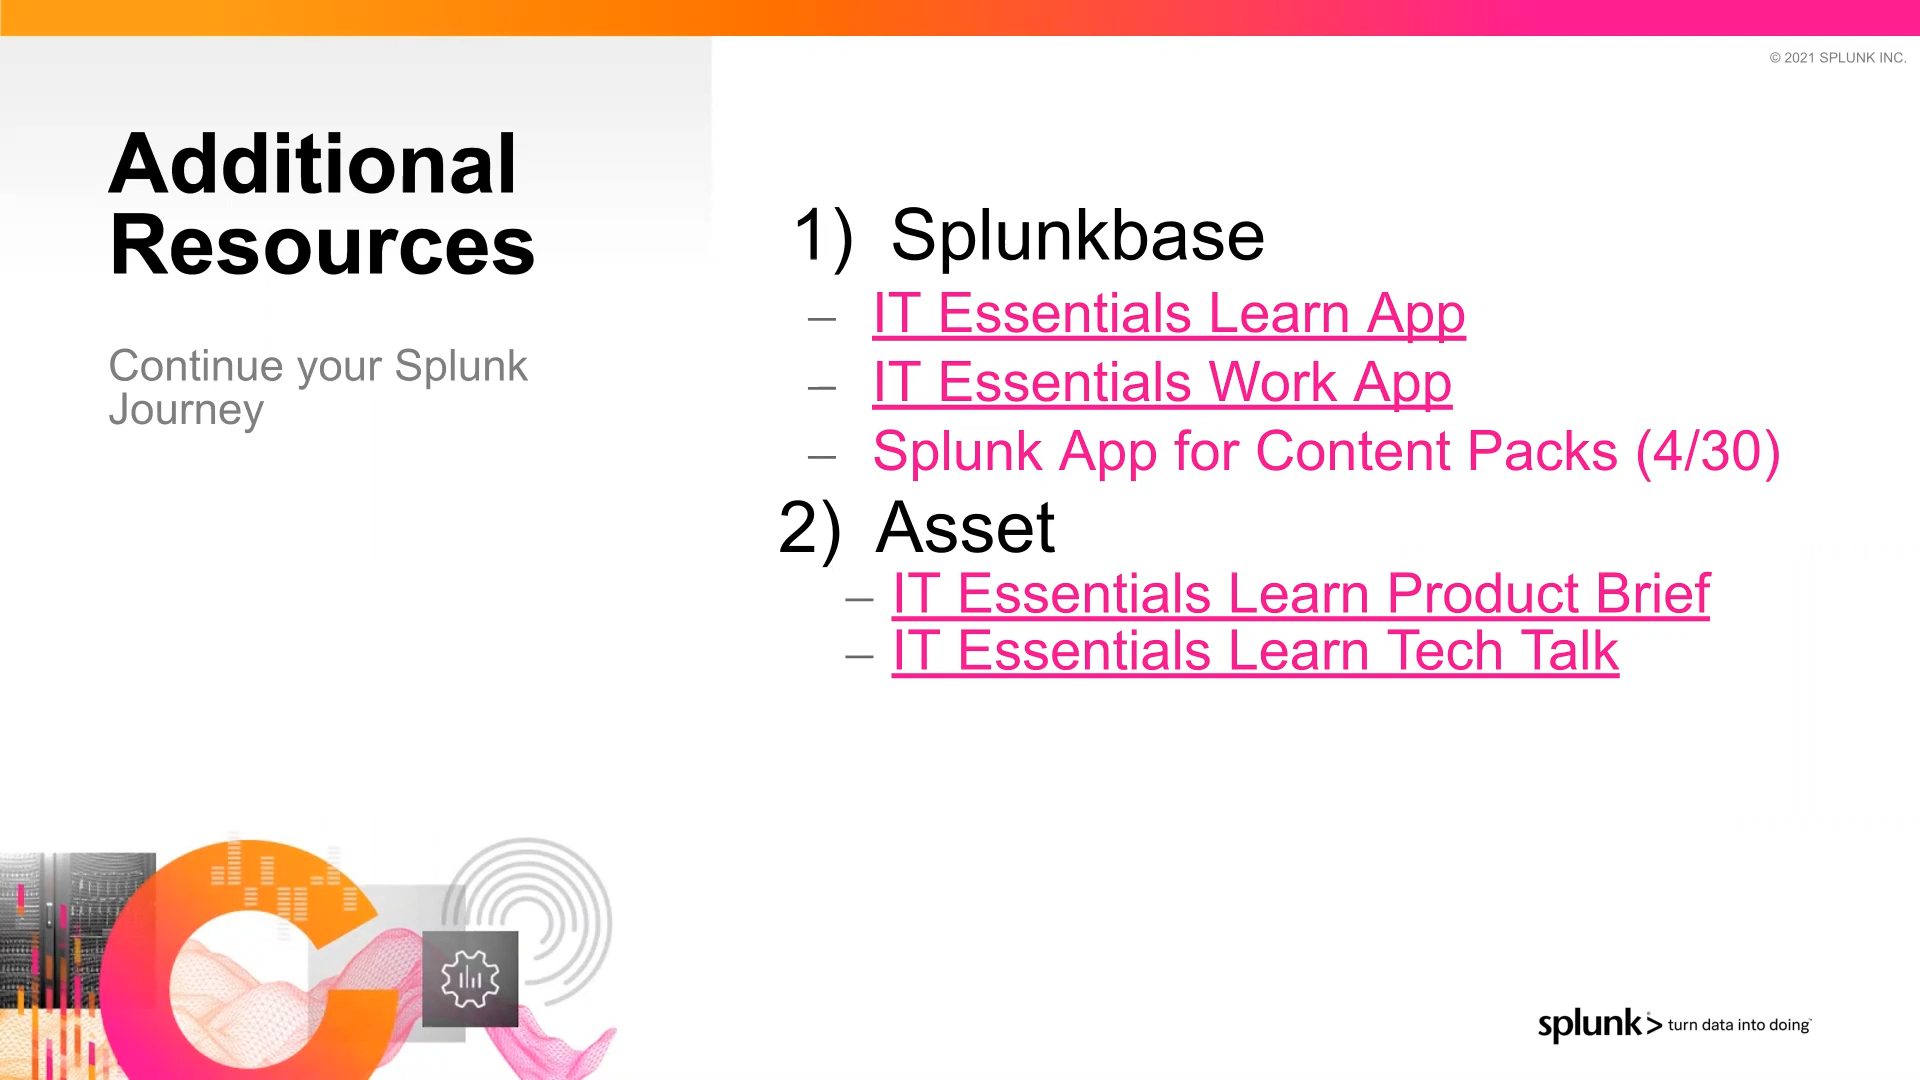 © 2021 SPLUNK INC.
Additional
Resources
Continue your Splunk
Journey
1) Splunkbase
– IT Essentials Learn App
– IT Essentials Work App
– Splunk App for Content Packs (4/30)
2) Asset
– IT Essentials Learn Product Brief
– IT Essentials Learn Tech Talk
splunk> turn data into doing™